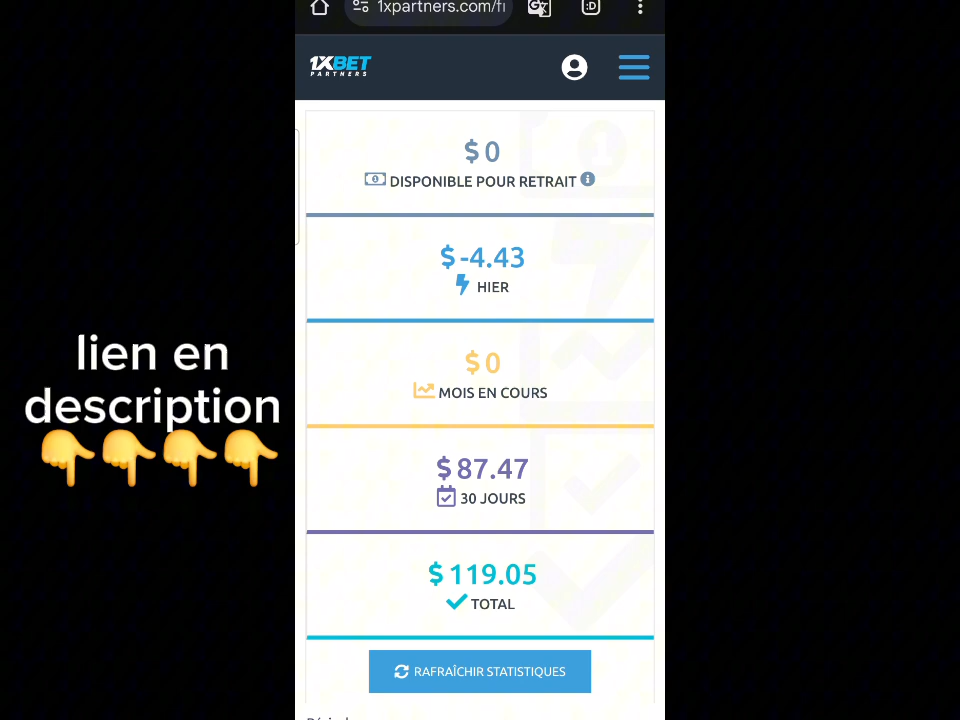 1xpartners.com/fr
1XBET
PARTNERS
$ 0
DISPONIBLE POUR RETRAIT
$ -4.43
HIER
$ 0
MOIS EN COURS
$ 87.47
30 JOURS
$ 119.05
TOTAL
RAFRAÎCHIR STATISTIQUES
lien en
description
👇👇👇👇